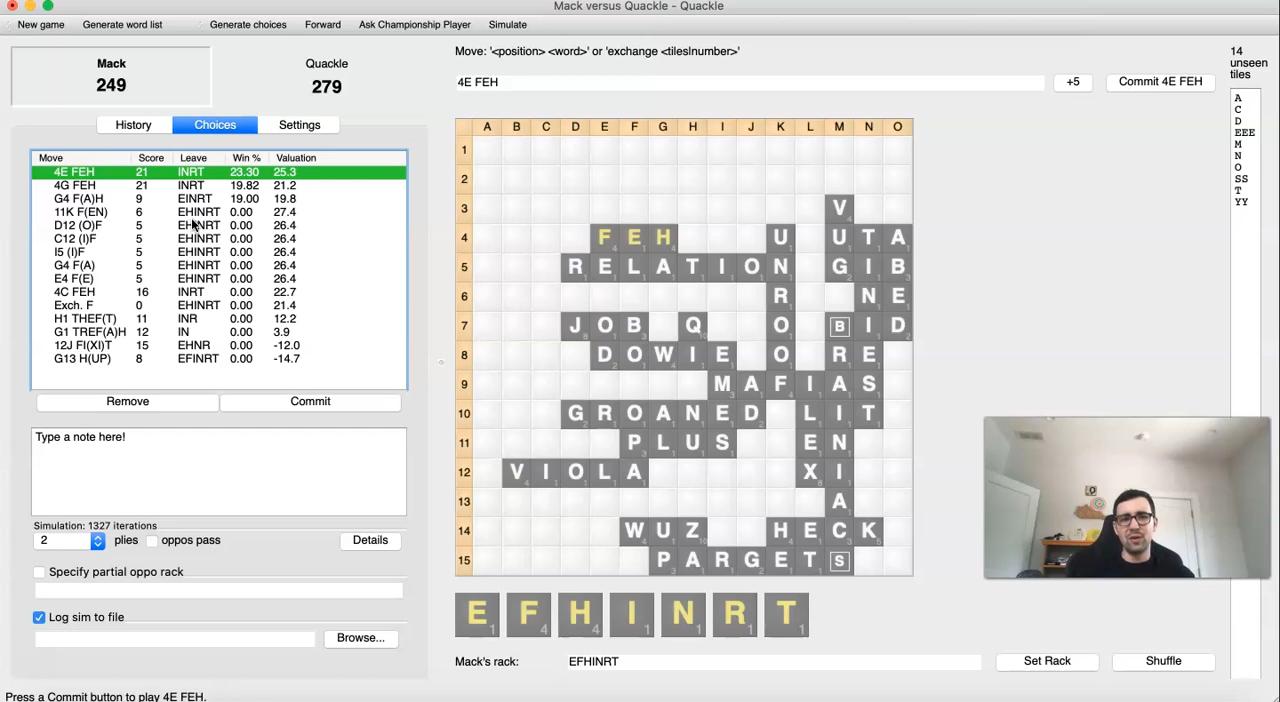 Mack versus Quackle - Quackle
New game Generate word list Generate choices Forward Ask Championship Player Simulate
Mack
249
Quackle
279
Move: '<position> <word>' or 'exchange <tiles|number>'
4E FEH +5 Commit 4E FEH
14
unseen
tiles
A
C
D
EEE
M
N
O
SS
T
YY
History Choices Settings
Move Score Leave Win % Valuation
4E FEH 21 INRT 23.30 25.3
4G FEH 21 INRT 19.82 21.2
G4 F(A)H 9 EINRT 19.00 19.8
11K F(EN) 6 EHINRT 0.00 27.4
D12 (O)F 5 EHINRT 0.00 26.4
C12 (I)F 5 EHINRT 0.00 26.4
I5 (I)F 5 EHINRT 0.00 26.4
G4 F(A) 5 EHINRT 0.00 26.4
E4 F(E) 5 EHINRT 0.00 26.4
4C FEH 16 INRT 0.00 22.7
Exch. F 0 EHINRT 0.00 21.4
H1 THEF(T) 11 INR 0.00 12.2
G1 TREF(A)H 12 IN 0.00 3.9
12J FI(XI)T 15 EHNR 0.00 -12.0
G13 H(UP) 8 EFINRT 0.00 -14.7
Remove Commit
Type a note here!
Simulation: 1327 iterations
2 plies oppos pass Details
Specify partial oppo rack
Log sim to file
Browse...
Press a Commit button to play 4E FEH.
A B C D E F G H I J K L M N O
1
2
3 V
4 F E H U U T A
5 R E L A T I O N G I B
6 R N E
7 J O B Q O B I D
8 D O W I E O R E
9 M A F I A S
10 G R O A N E D L I T
11 P L U S E N
12 V I O L A X I
13 A
14 W U Z H E C K
15 P A R G E T S
E F H I N R T
Mack's rack: EFHINRT Set Rack Shuffle